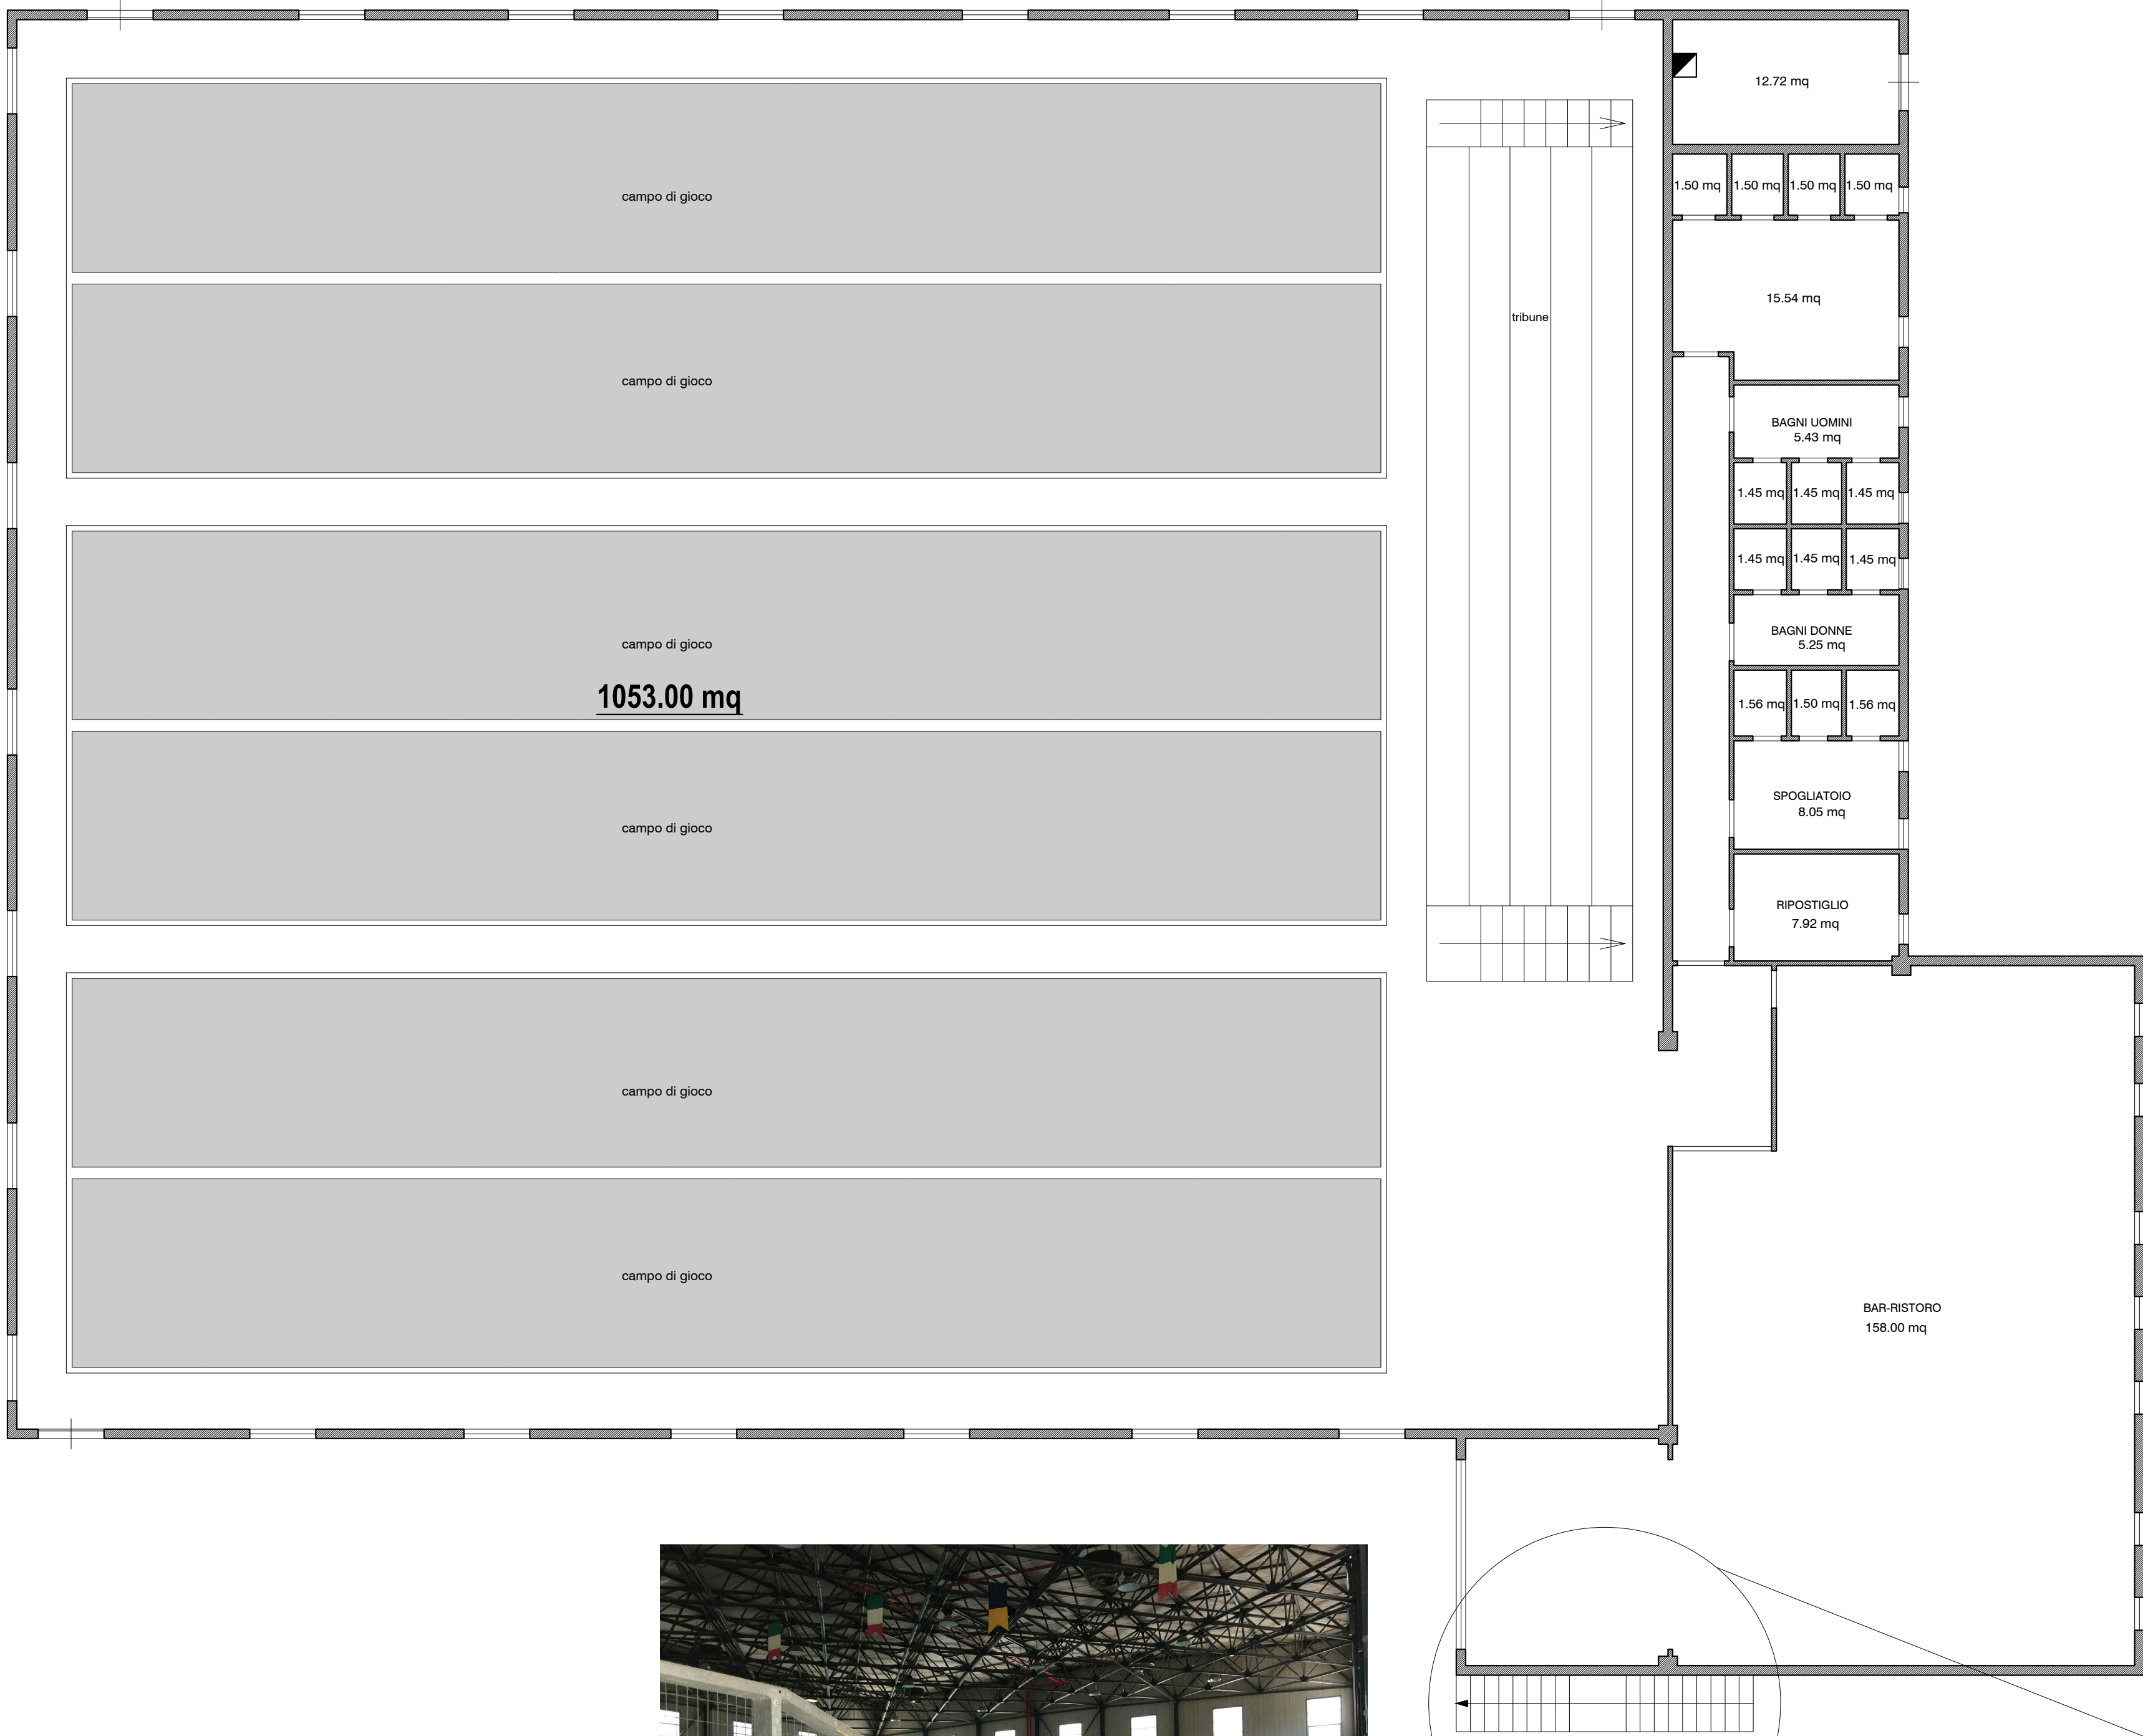 12.72 mq
1.50 mq
1.50 mq
1.50 mq
1.50 mq
campo di gioco
15.54 mq
tribune
campo di gioco
BAGNI UOMINI
5.43 mq
1.45 mq
1.45 mq
1.45 mq
1.45 mq
1.45 mq
1.45 mq
BAGNI DONNE
5.25 mq
campo di gioco
1053.00 mq
1.56 mq
1.50 mq
1.56 mq
SPOGLIATOIO
8.05 mq
campo di gioco
RIPOSTIGLIO
7.92 mq
campo di gioco
campo di gioco
BAR-RISTORO
158.00 mq